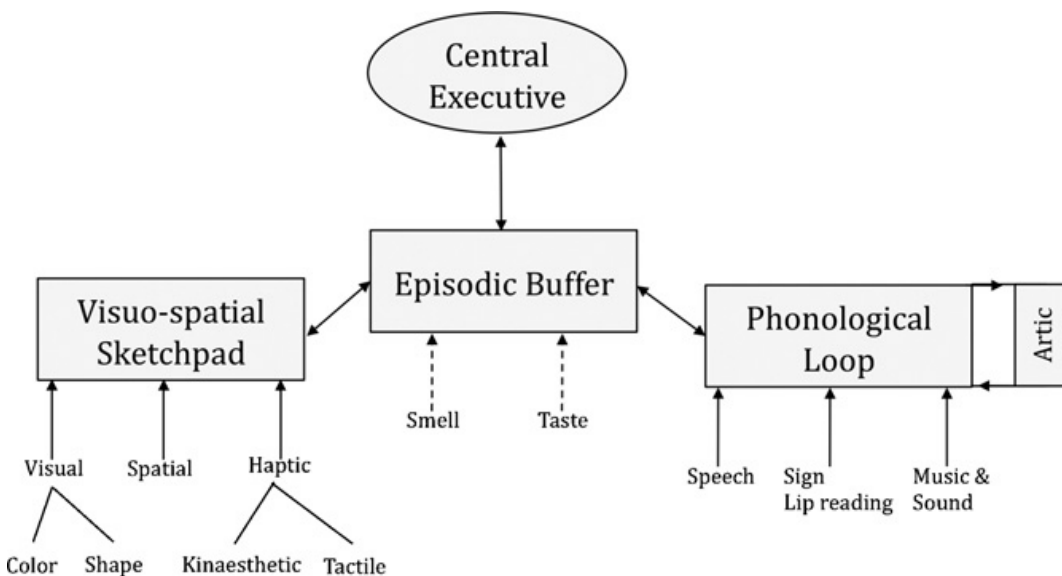 Central
Executive
Episodic Buffer
Visuo-spatial
Sketchpad
Phonological
Loop
Artic
Smell
Taste
Visual
Spatial
Haptic
Speech
Sign
Lip reading
Music &
Sound
Color
Shape
Kinaesthetic
Tactile